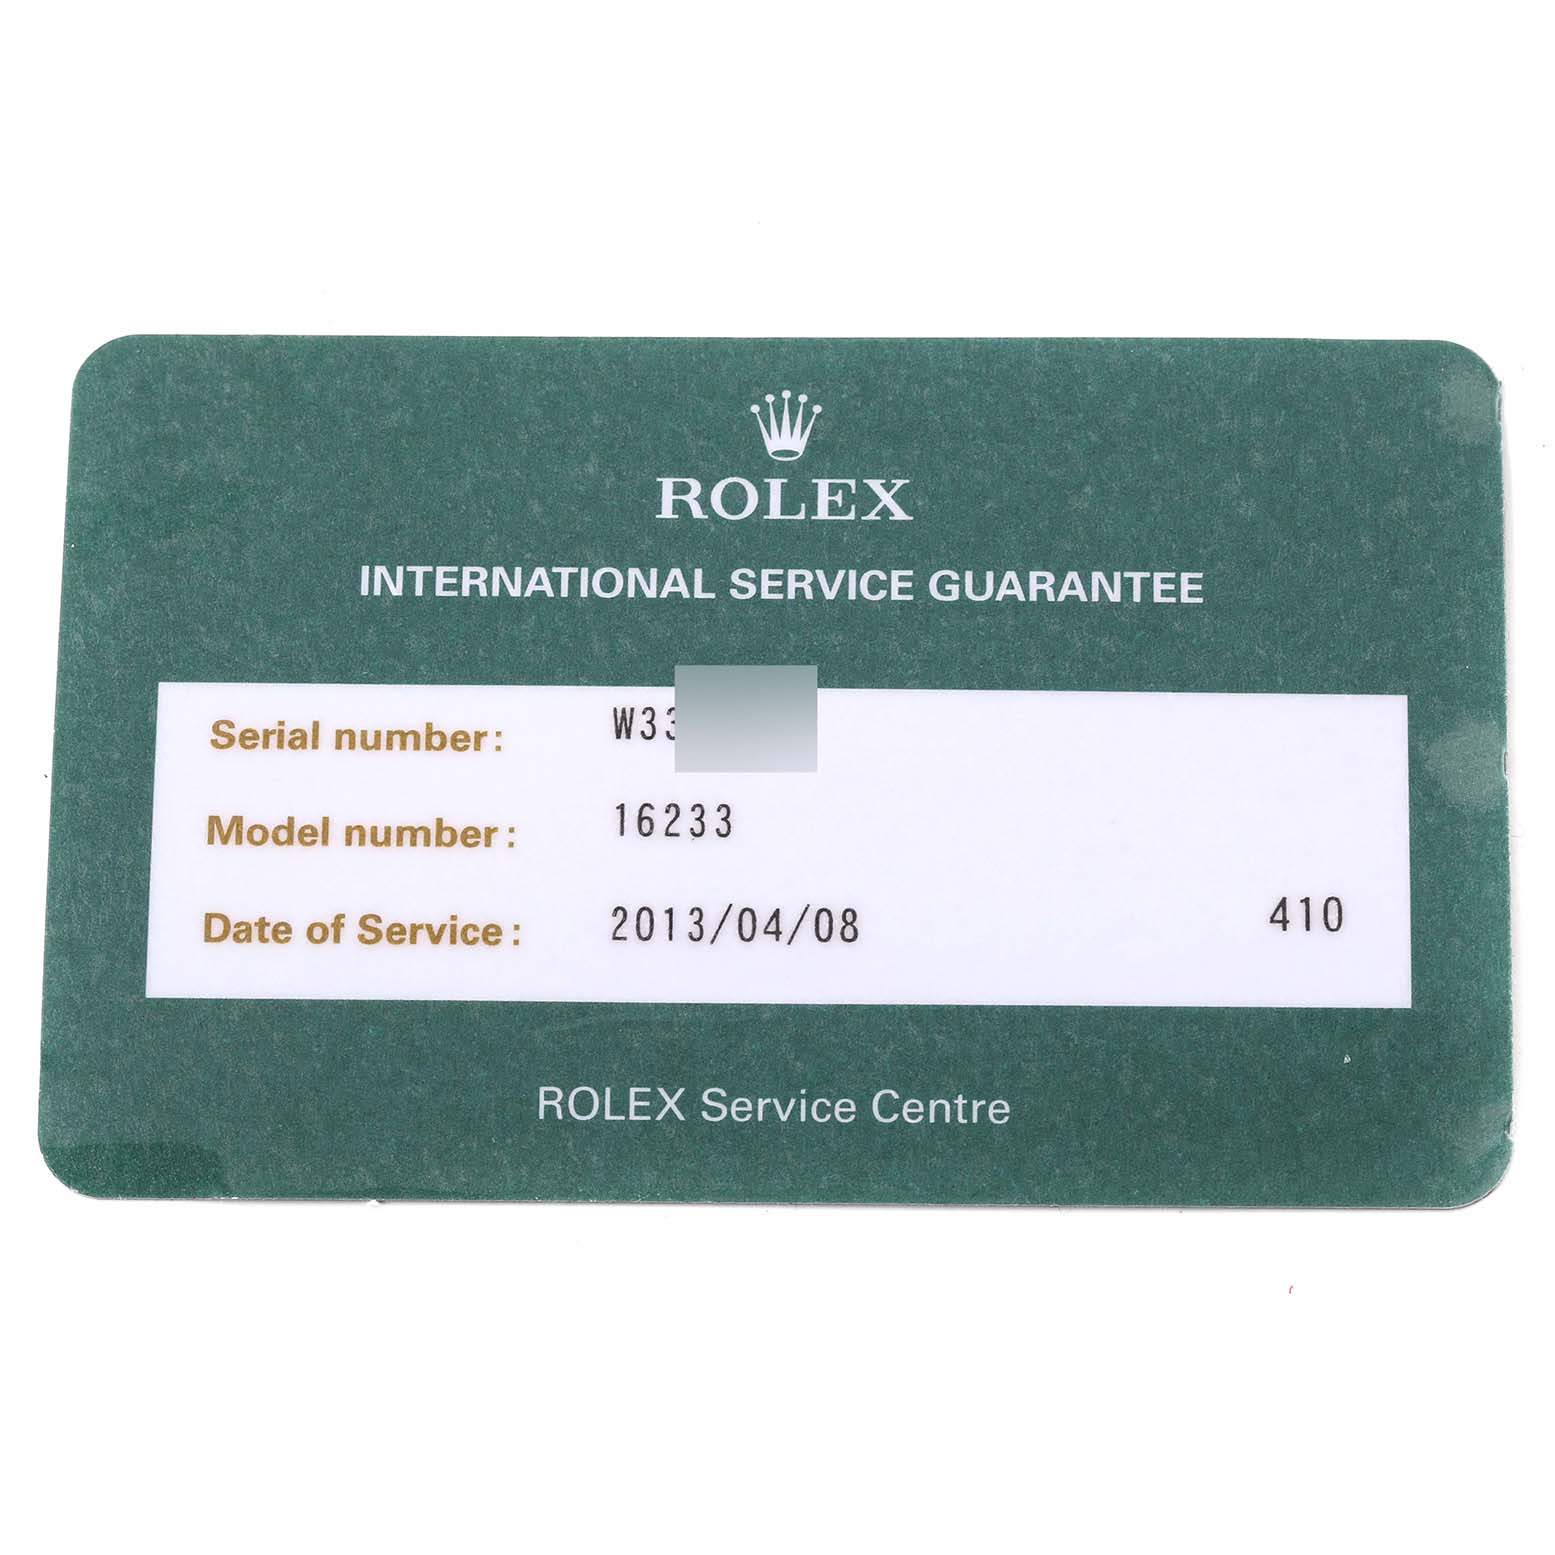 ROLEX
INTERNATIONAL SERVICE GUARANTEE
Serial number: W33
Model number: 16233
Date of Service: 2013/04/08 410
ROLEX Service Centre